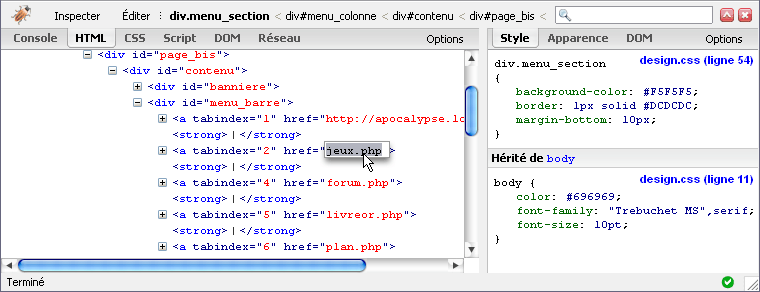 Inspecter Éditer div.menu_section < div#menu_colonne < div#contenu < div#page_bis <
Console HTML CSS Script DOM Réseau Options
<div id="page_bis">
<div id="contenu">
<div id="banniere">
<div id="menu_barre">
<a tabindex="1" href="http://apocalypse.lo
<strong> | </strong>
<a tabindex="2" href="jeux.php">
<strong> | </strong>
<a tabindex="4" href="forum.php">
<strong> | </strong>
<a tabindex="5" href="livreor.php">
<strong> | </strong>
<a tabindex="6" href="plan.php">
Terminé
Style Apparence DOM Options
design.css (ligne 54)
div.menu_section
{
background-color: #F5F5F5;
border: 1px solid #DCDCDC;
margin-bottom: 10px;
}
Hérité de body
design.css (ligne 11)
body {
color: #696969;
font-family: "Trebuchet MS",serif;
font-size: 10pt;
}